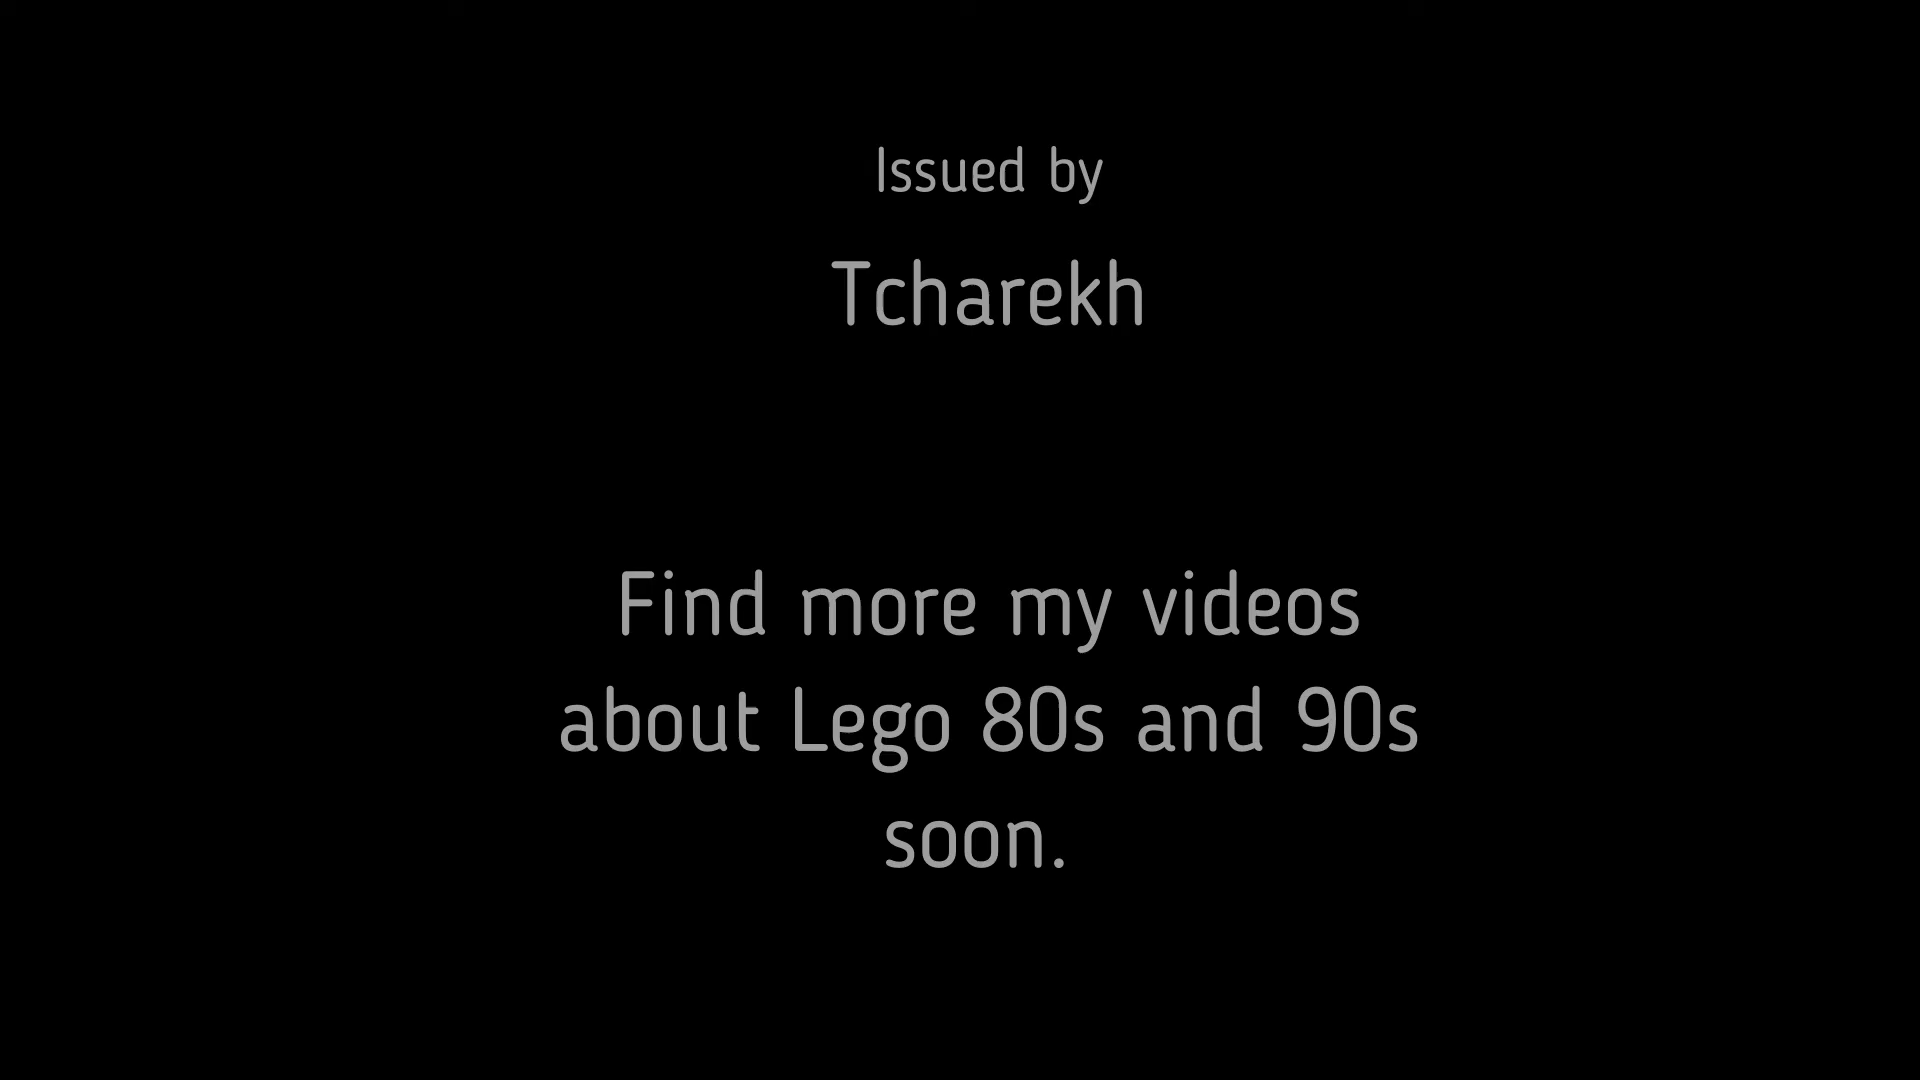 Issued by
Tcharekh
Find more my videos
about Lego 80s and 90s
soon.